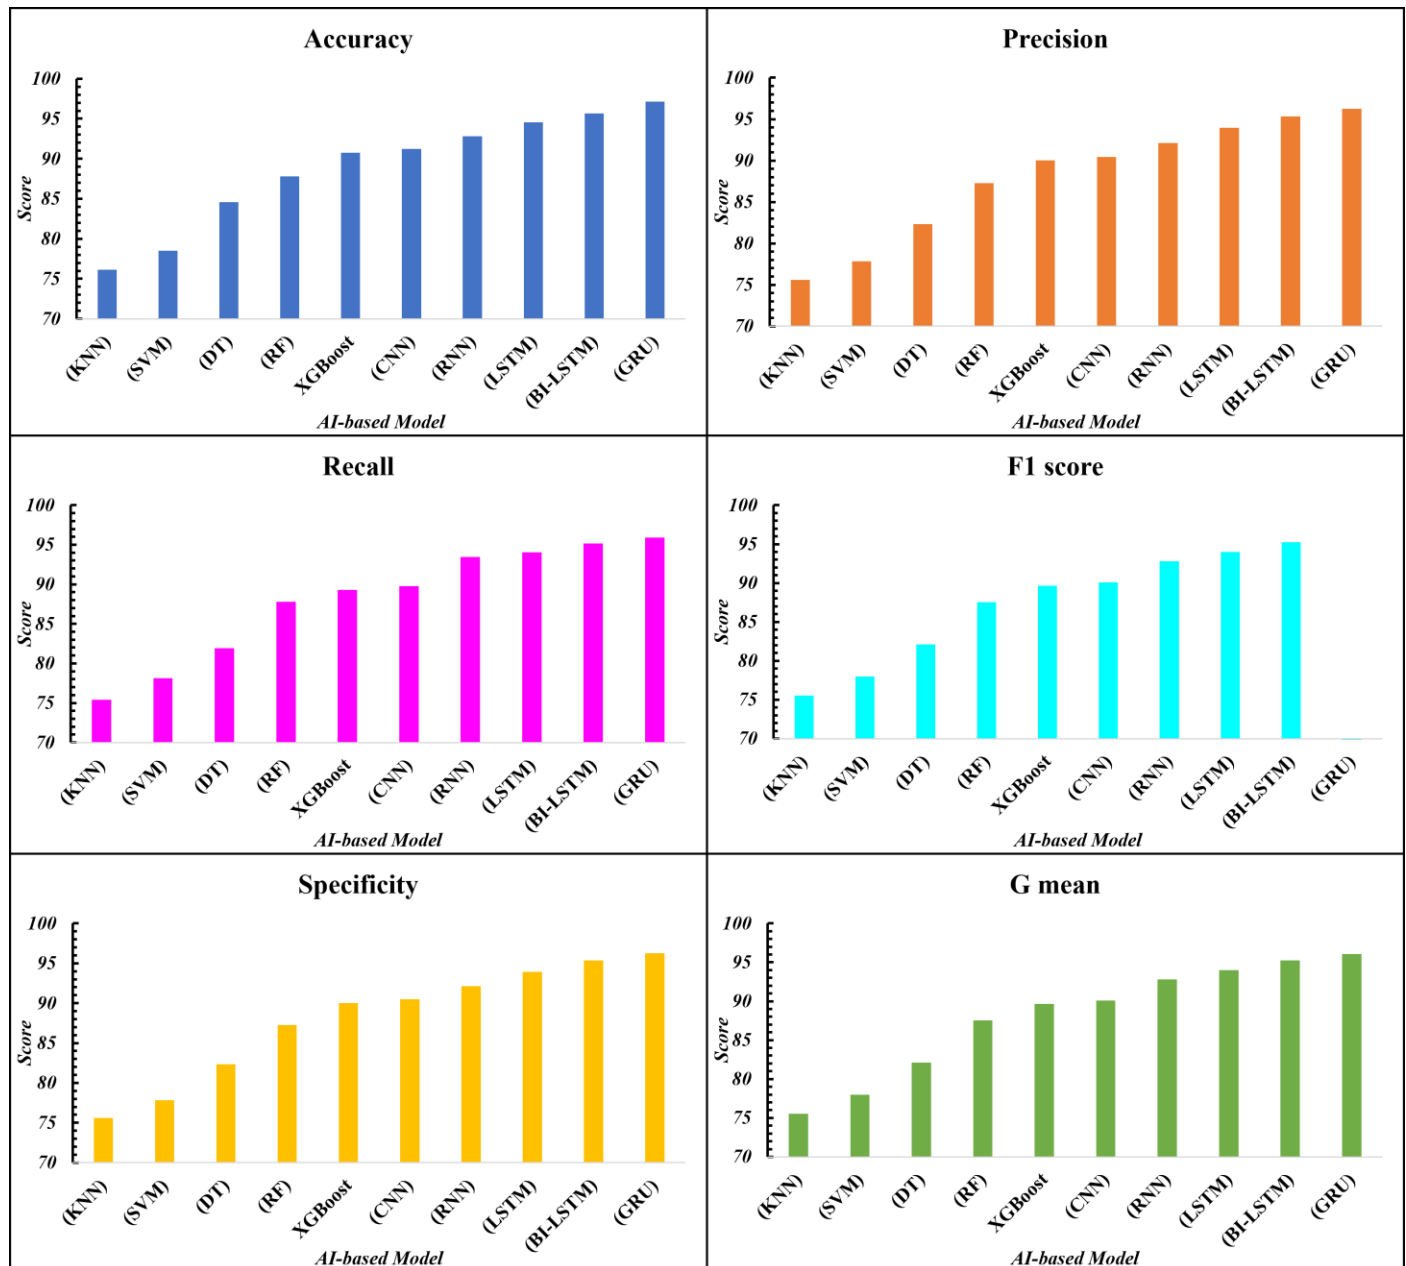 Accuracy
100
95
90
85
80
75
70
Score
(KNN)
(SVM)
(DT)
(RF)
XGBoost
(CNN)
(RNN)
(LSTM)
(BI-LSTM)
(GRU)
AI-based Model
Precision
100
95
90
85
80
75
70
Score
(KNN)
(SVM)
(DT)
(RF)
XGBoost
(CNN)
(RNN)
(LSTM)
(BI-LSTM)
(GRU)
AI-based Model
Recall
100
95
90
85
80
75
70
Score
(KNN)
(SVM)
(DT)
(RF)
XGBoost
(CNN)
(RNN)
(LSTM)
(BI-LSTM)
(GRU)
AI-based Model
F1 score
100
95
90
85
80
75
70
Score
(KNN)
(SVM)
(DT)
(RF)
XGBoost
(CNN)
(RNN)
(LSTM)
(BI-LSTM)
(GRU)
AI-based Model
Specificity
100
95
90
85
80
75
70
Score
(KNN)
(SVM)
(DT)
(RF)
XGBoost
(CNN)
(RNN)
(LSTM)
(BI-LSTM)
(GRU)
AI-based Model
G mean
100
95
90
85
80
75
70
Score
(KNN)
(SVM)
(DT)
(RF)
XGBoost
(CNN)
(RNN)
(LSTM)
(BI-LSTM)
(GRU)
AI-based Model